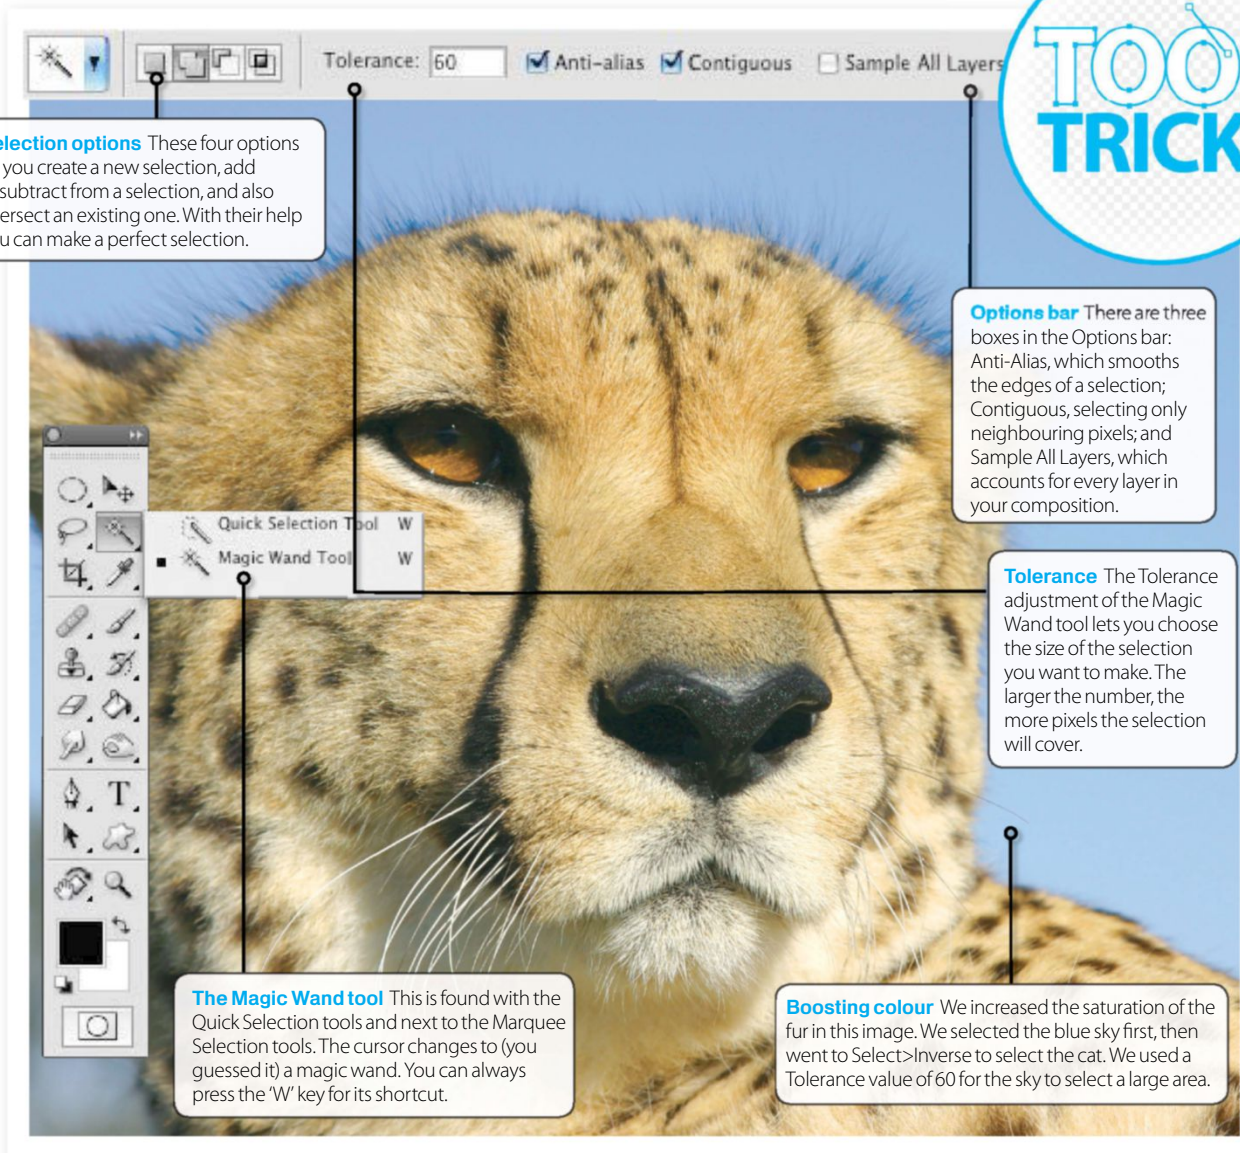 Tolerance: 60 Anti-alias Contiguous Sample All Layers
TOO
TRICK
election options These four options
you create a new selection, add
subtract from a selection, and also
ersect an existing one. With their help
u can make a perfect selection.
Options bar There are three
boxes in the Options bar:
Anti-Alias, which smooths
the edges of a selection;
Contiguous, selecting only
neighbouring pixels; and
Sample All Layers, which
accounts for every layer in
your composition.
Quick Selection Tool W
Magic Wand Tool W
Tolerance The Tolerance
adjustment of the Magic
Wand tool lets you choose
the size of the selection
you want to make. The
larger the number, the
more pixels the selection
will cover.
T
The Magic Wand tool This is found with the
Quick Selection tools and next to the Marquee
Selection tools. The cursor changes to (you
guessed it) a magic wand. You can always
press the ‘W’ key for its shortcut.
Boosting colour We increased the saturation of the
fur in this image. We selected the blue sky first, then
went to Select>Inverse to select the cat. We used a
Tolerance value of 60 for the sky to select a large area.